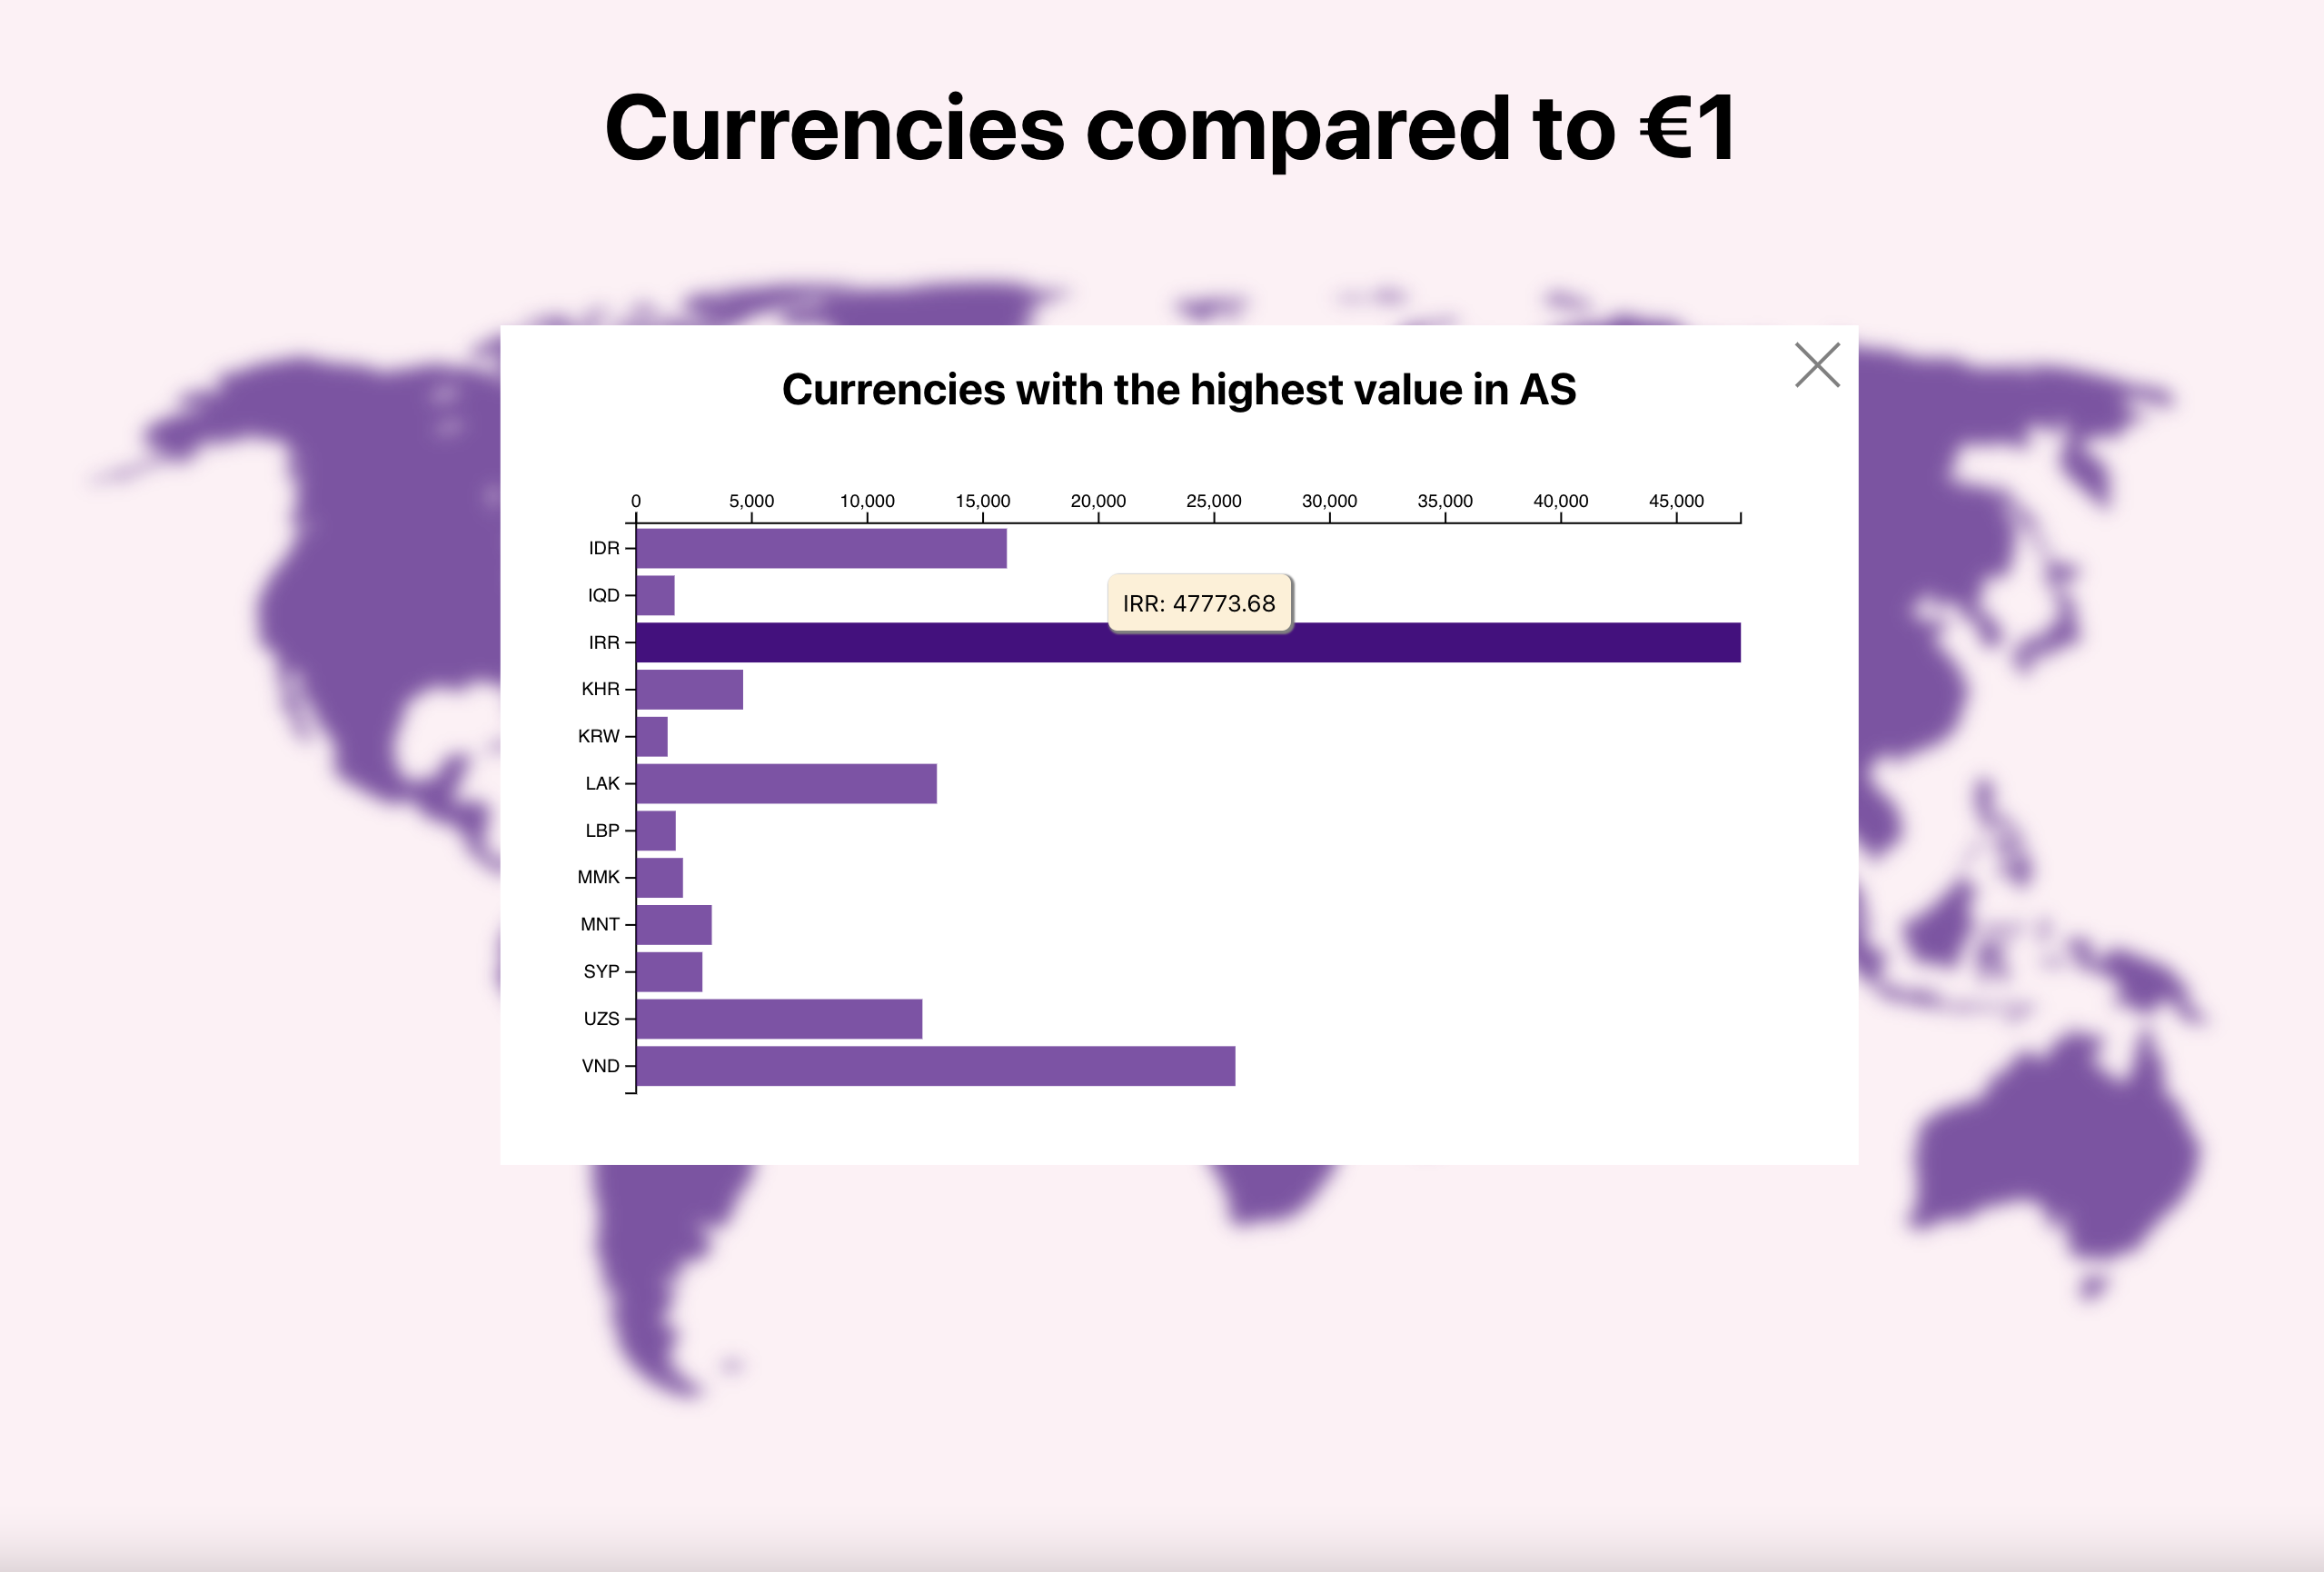 Currencies compared to €1
Currencies with the highest value in AS
0 5,000 10,000 15,000 20,000 25,000 30,000 35,000 40,000 45,000
IDR
IQD
IRR: 47773.68
IRR
KHR
KRW
LAK
LBP
MMK
MNT
SYP
UZS
VND